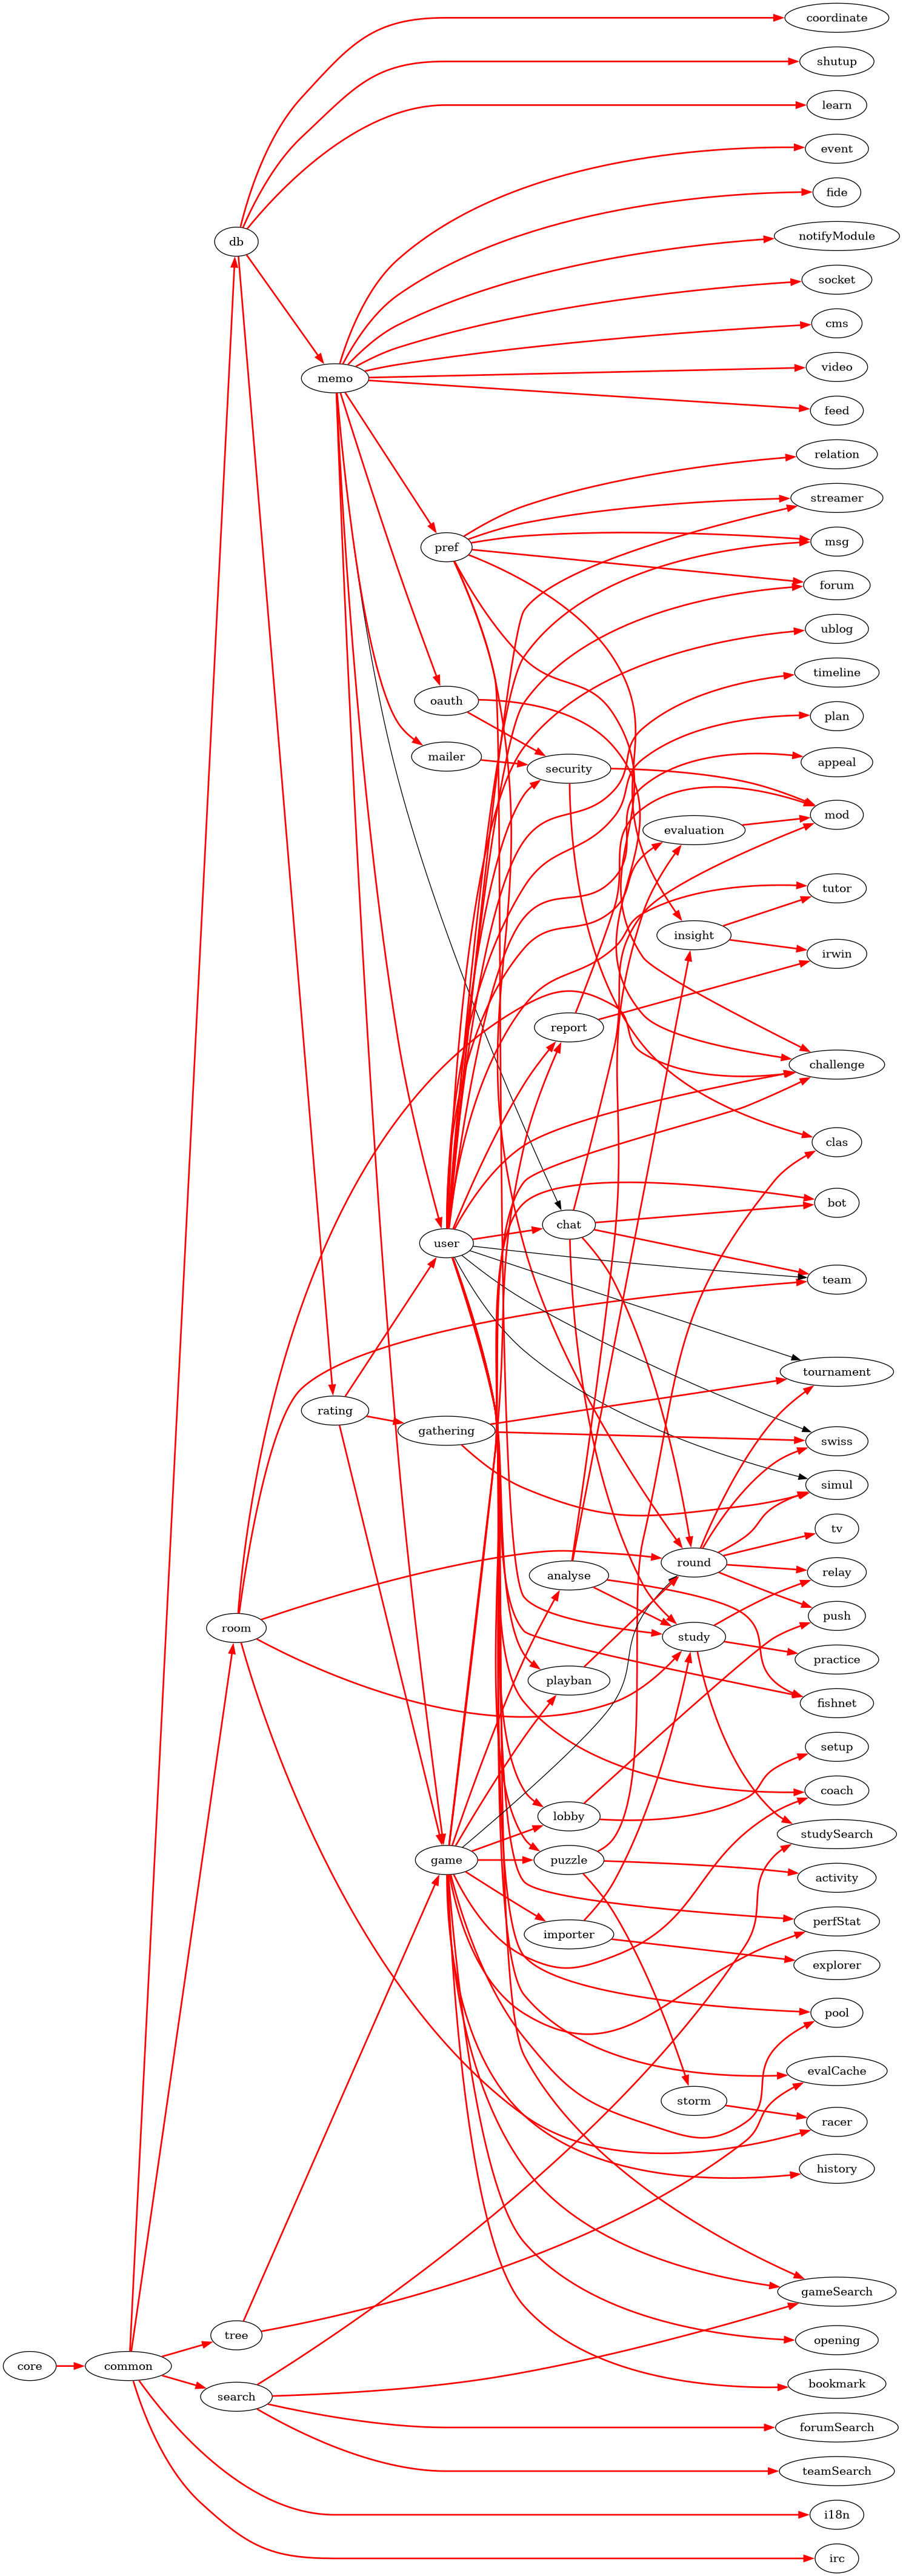 coordinate
shutup
learn
event
fide
notifyModule
db
socket
cms
video
memo
feed
relation
streamer
msg
pref
forum
ublog
timeline
oauth
plan
mailer
appeal
security
mod
evaluation
tutor
insight
irwin
report
challenge
clas
bot
chat
user
team
tournament
rating
gathering
swiss
simul
tv
round
relay
analyse
push
room
study
practice
playban
fishnet
setup
coach
lobby
studySearch
game
puzzle
activity
perfStat
importer
explorer
pool
evalCache
storm
racer
history
gameSearch
tree
opening
core
common
bookmark
search
forumSearch
teamSearch
i18n
irc